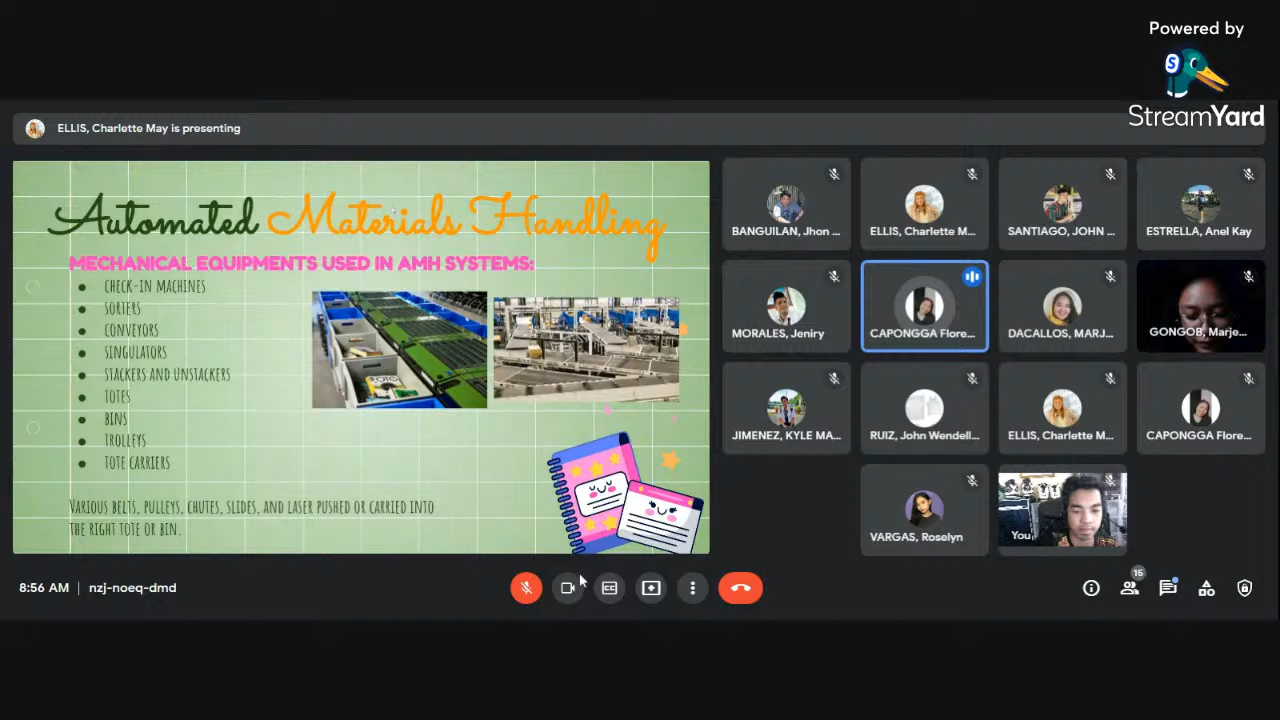 Powered by
StreamYard
ELLIS, Charlette May is presenting
Automated Materials Handling
MECHANICAL EQUIPMENTS USED IN AMH SYSTEMS:
● CHECK-IN MACHINES
● SORTERS
● CONVEYORS
● SINGULATORS
● STACKERS AND UNSTACKERS
● TOTES
● BINS
● TROLLEYS
● TOTE CARRIERS
VARIOUS BELTS, PULLEYS, CHUTES, SLIDES, AND LASER PUSHED OR CARRIED INTO
THE RIGHT TOTE OR BIN.
BANGUILAN, Jhon ...
ELLIS, Charlette M...
SANTIAGO, JOHN ...
ESTRELLA, Anel Kay
MORALES, Jeniry
CAPONGGA Flore...
DACALLOS, MARJ...
GONGOB, Marje...
JIMENEZ, KYLE MA...
RUIZ, John Wendell...
ELLIS, Charlette M...
CAPONGGA Flore...
VARGAS, Roselyn
You
8:56 AM | nzj-noeq-dmd
CC
15